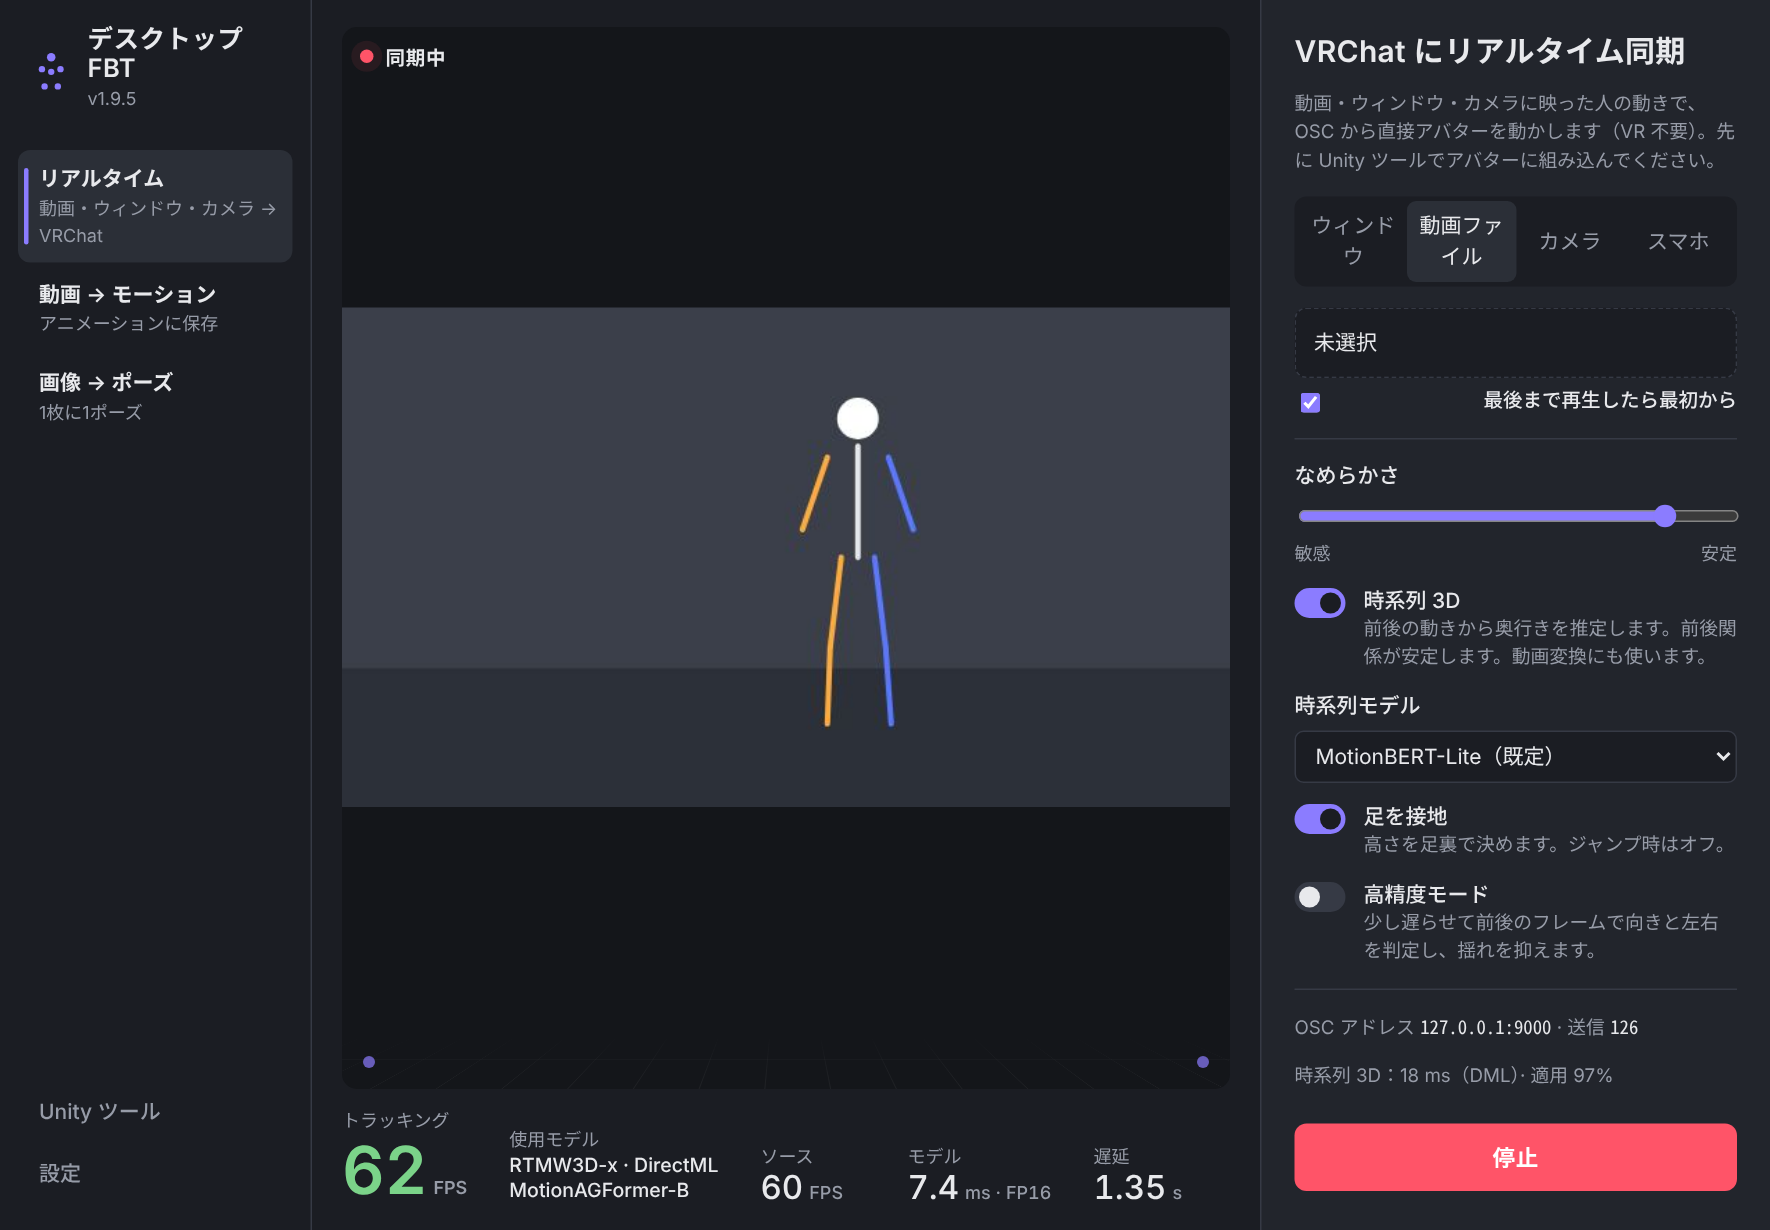 デスクトップ
FBT
v1.9.5
リアルタイム
動画・ウィンドウ・カメラ →
VRChat
動画 → モーション
アニメーションに保存
画像 → ポーズ
1枚に1ポーズ
Unity ツール
設定
同期中
トラッキング
62 FPS
使用モデル
RTMW3D-x · DirectML
MotionAGFormer-B
ソース
60 FPS
モデル
7.4 ms · FP16
遅延
1.35 s
VRChat にリアルタイム同期
動画・ウィンドウ・カメラに映った人の動きで、
OSC から直接アバターを動かします（VR 不要）。先
に Unity ツールでアバターに組み込んでください。
ウィンド
ウ
動画ファ
イル
カメラ
スマホ
未選択
最後まで再生したら最初から
なめらかさ
敏感
安定
時系列 3D
前後の動きから奥行きを推定します。前後関
係が安定します。動画変換にも使います。
時系列モデル
MotionBERT-Lite（既定）
足を接地
高さを足裏で決めます。ジャンプ時はオフ。
高精度モード
少し遅らせて前後のフレームで向きと左右
を判定し、揺れを抑えます。
OSC アドレス 127.0.0.1:9000 · 送信 126
時系列 3D：18 ms（DML）· 適用 97%
停止